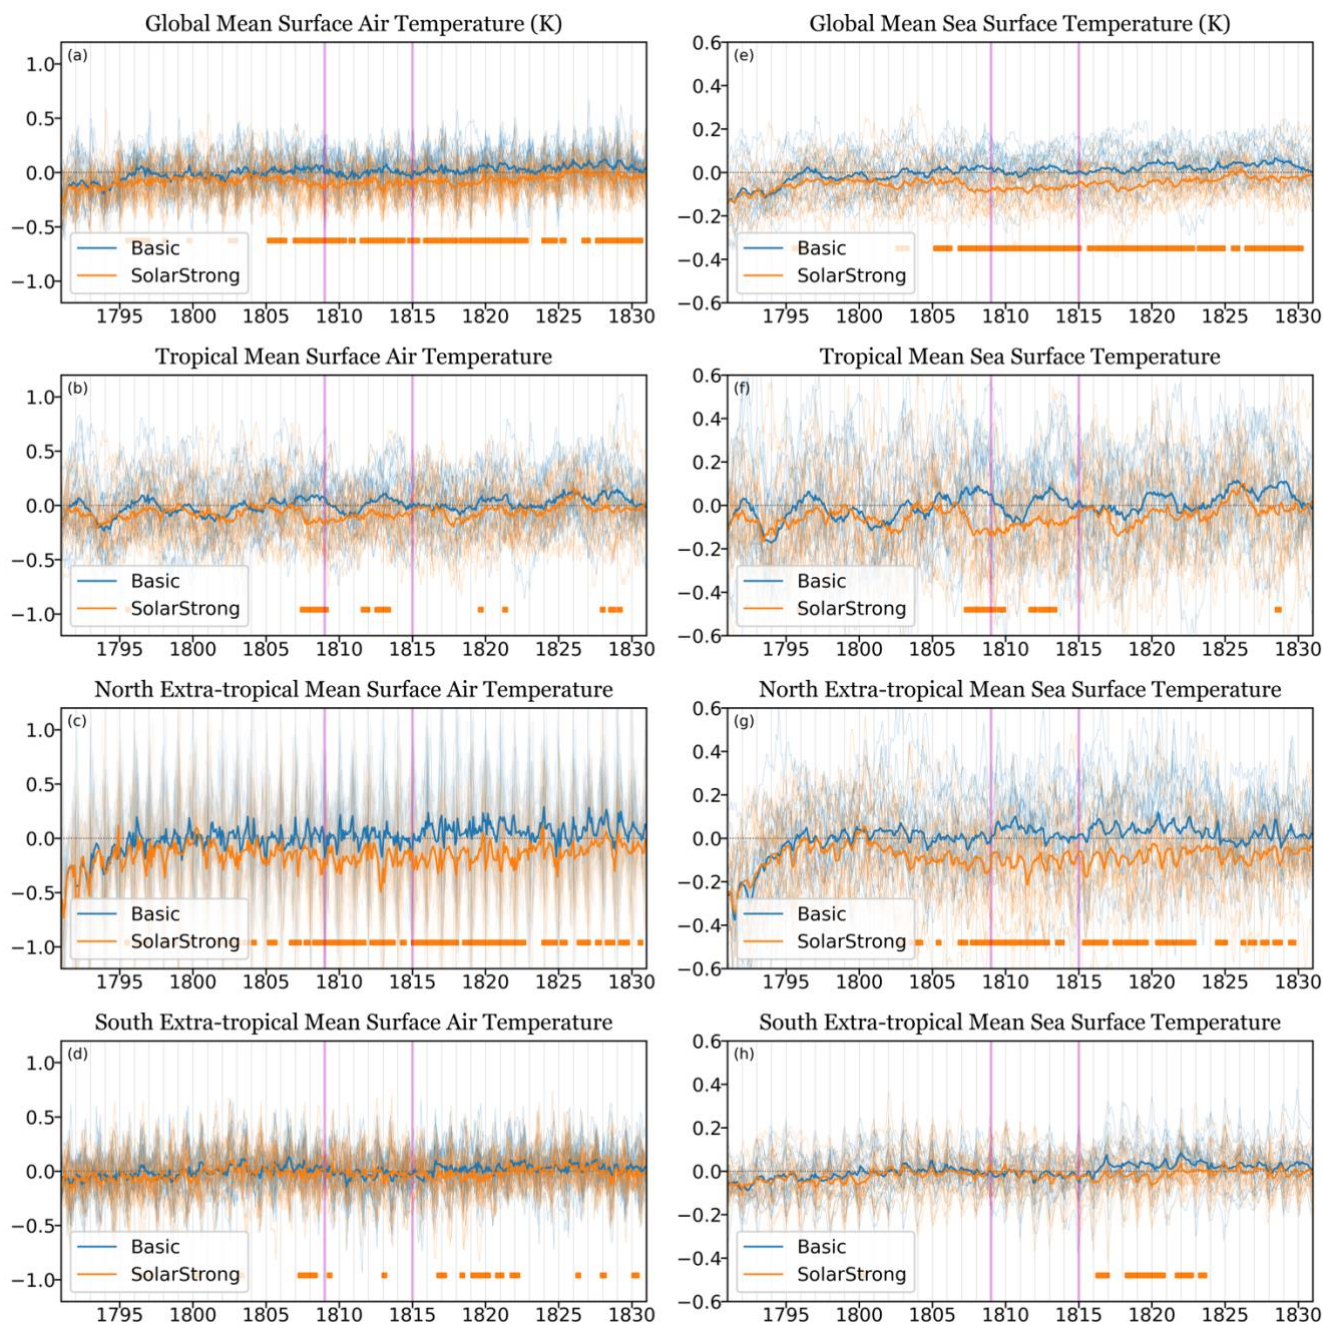 Global Mean Surface Air Temperature (K)
(a)
1.0
0.5
0.0
−0.5
−1.0
Basic
SolarStrong
1795 1800 1805 1810 1815 1820 1825 1830
Global Mean Sea Surface Temperature (K)
(e)
0.6
0.4
0.2
0.0
−0.2
−0.4
−0.6
Basic
SolarStrong
1795 1800 1805 1810 1815 1820 1825 1830
Tropical Mean Surface Air Temperature
(b)
1.0
0.5
0.0
−0.5
−1.0
Basic
SolarStrong
1795 1800 1805 1810 1815 1820 1825 1830
Tropical Mean Sea Surface Temperature
(f)
0.6
0.4
0.2
0.0
−0.2
−0.4
−0.6
Basic
SolarStrong
1795 1800 1805 1810 1815 1820 1825 1830
North Extra-tropical Mean Surface Air Temperature
(c)
1.0
0.5
0.0
−0.5
−1.0
Basic
SolarStrong
1795 1800 1805 1810 1815 1820 1825 1830
North Extra-tropical Mean Sea Surface Temperature
(g)
0.6
0.4
0.2
0.0
−0.2
−0.4
−0.6
Basic
SolarStrong
1795 1800 1805 1810 1815 1820 1825 1830
South Extra-tropical Mean Surface Air Temperature
(d)
1.0
0.5
0.0
−0.5
−1.0
Basic
SolarStrong
1795 1800 1805 1810 1815 1820 1825 1830
South Extra-tropical Mean Sea Surface Temperature
(h)
0.6
0.4
0.2
0.0
−0.2
−0.4
−0.6
Basic
SolarStrong
1795 1800 1805 1810 1815 1820 1825 1830